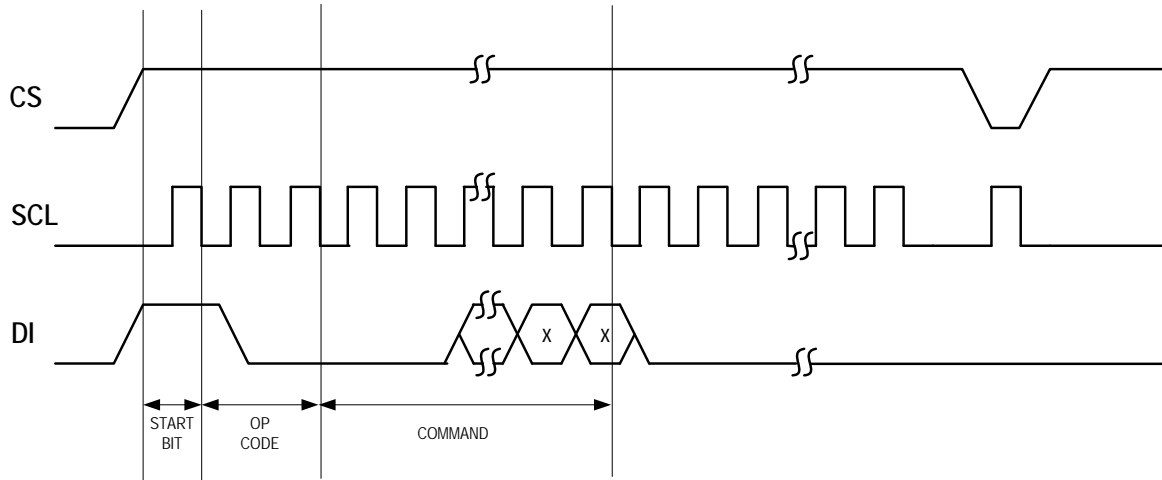 CS
SCL
DI
X X
START
BIT
OP
CODE
COMMAND